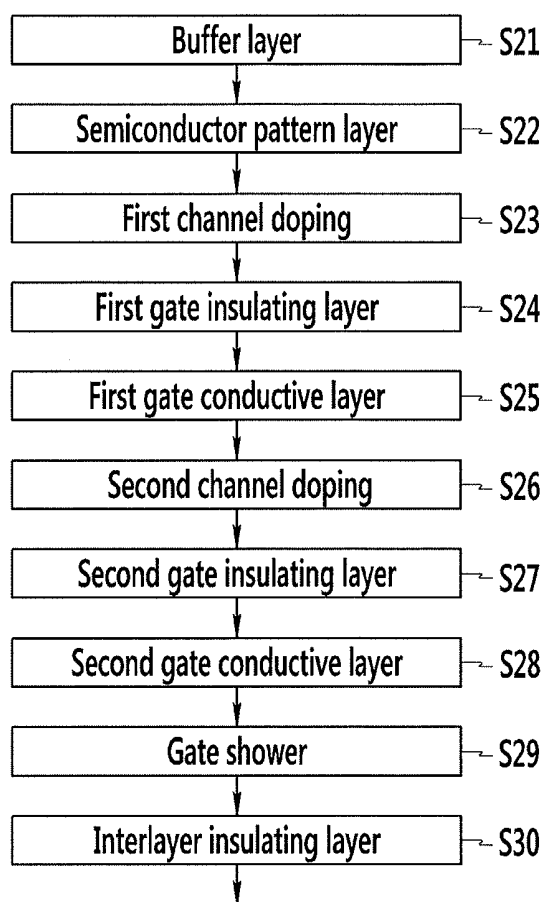 Buffer layer S21
Semiconductor pattern layer S22
First channel doping S23
First gate insulating layer S24
First gate conductive layer S25
Second channel doping S26
Second gate insulating layer S27
Second gate conductive layer S28
Gate shower S29
Interlayer insulating layer S30